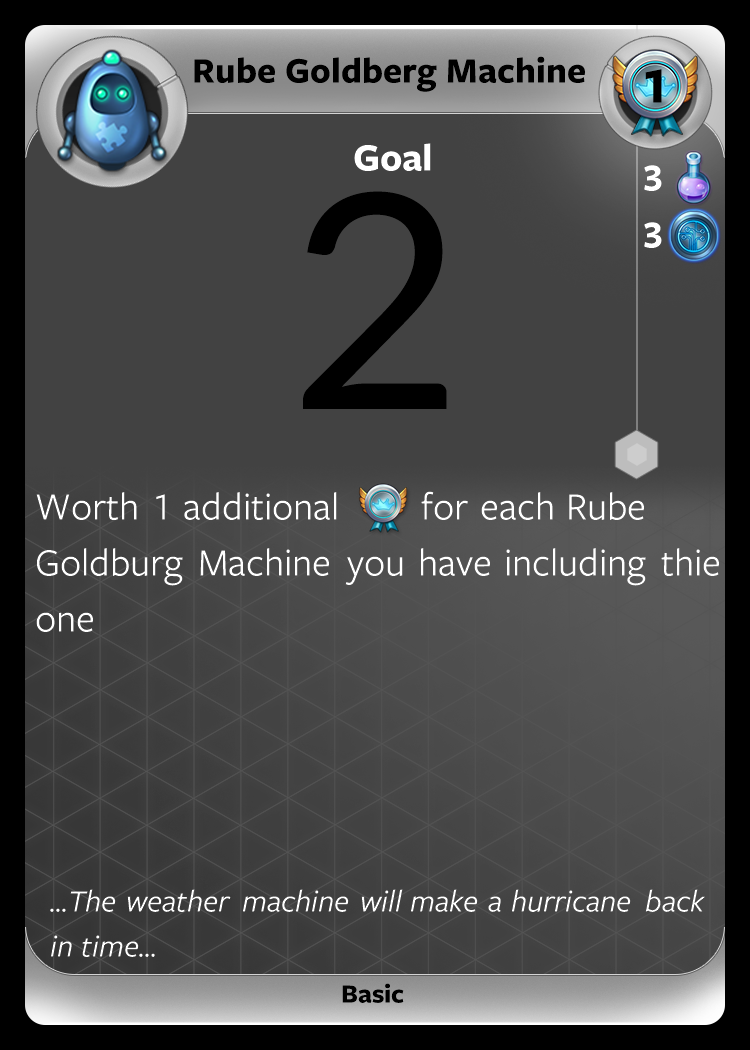 Rube Goldberg Machine
1
Goal
3
3
2
Worth 1 additional for each Rube
Goldburg Machine you have including thie
one
...The weather machine will make a hurricane back
in time...
Basic